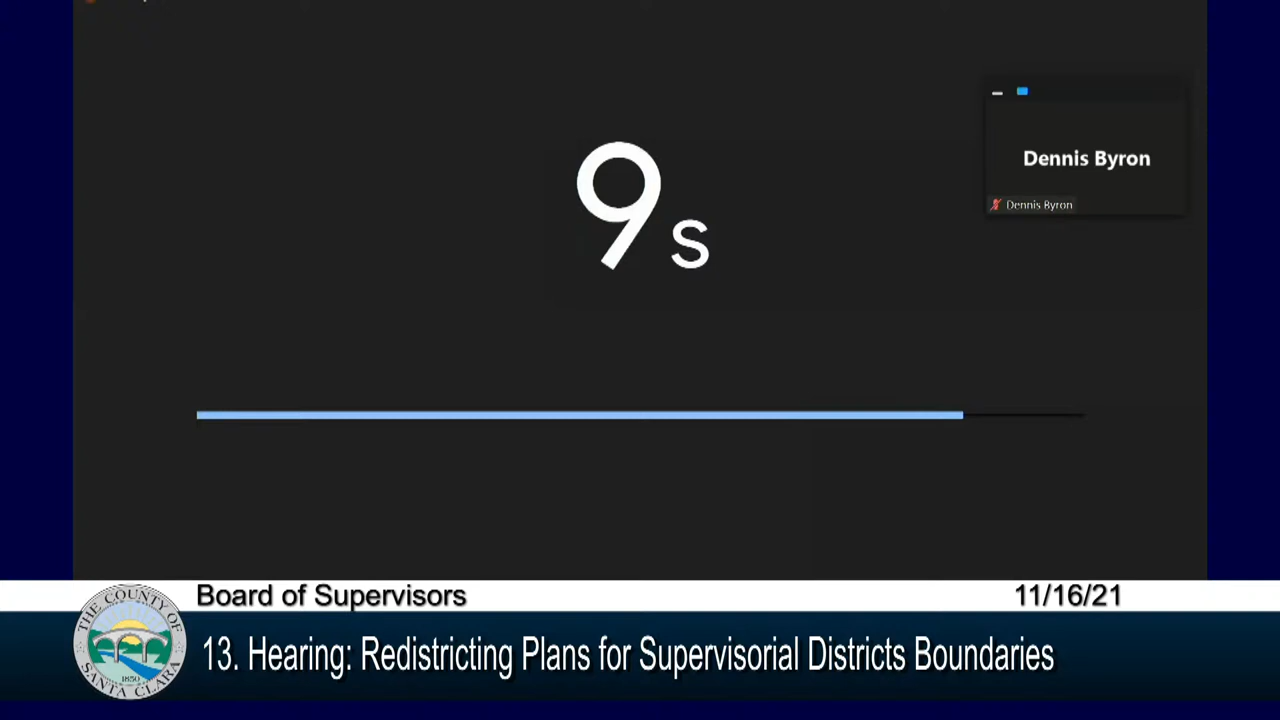 9s
Dennis Byron
Dennis Byron
Board of Supervisors
11/16/21
THE COUNTY OF
SANTA CLARA
1850
13. Hearing: Redistricting Plans for Supervisorial Districts Boundaries